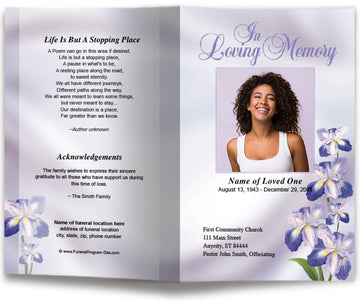 Life Is But A Stopping Place
A Poem can go in this area if desired.
Life is but a stopping place,
A pause in what's to be,
A resting place along the road,
to sweet eternity.
We all have different journeys,
Different paths along the way,
We all were meant to learn some things,
but never meant to stay...
Our destination is a place,
Far greater than we know.
~Author unknown
Acknowledgements
The family wishes to express their sincere
gratitude to all those who have support us during
this time of loss.
~ The Smith Family
Name of funeral location here
address of funeral location
city, state, zip, phone number
© www.FuneralProgram-Site.com
In
Loving Memory
Name of Loved One
August 13, 1943 - December 29, 20
First Community Church
111 Main Street
Anycity, ST 84444
Pastor John Smith, Officiating